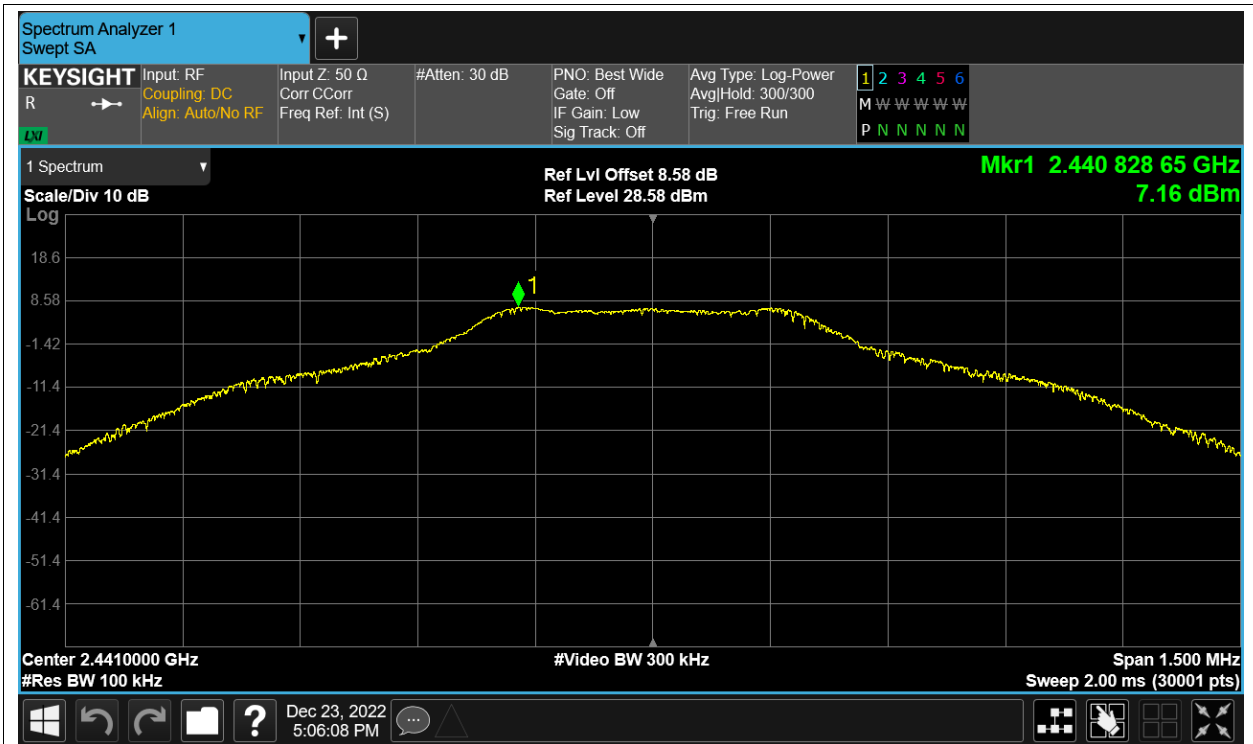 Spectrum Analyzer 1
Swept SA
KEYSIGHT
R
LXI
Input: RF
Coupling: DC
Align: Auto/No RF
Input Z: 50 Ω
Corr CCorr
Freq Ref: Int (S)
#Atten: 30 dB
PNO: Best Wide
Gate: Off
IF Gain: Low
Sig Track: Off
Avg Type: Log-Power
Avg|Hold: 300/300
Trig: Free Run
1 2 3 4 5 6
M W W W W W W
P N N N N N
1 Spectrum
Scale/Div 10 dB
Log
Ref Lvl Offset 8.58 dB
Ref Level 28.58 dBm
Mkr1 2.440 828 65 GHz
7.16 dBm
18.6
8.58
-1.42
-11.4
-21.4
-31.4
-41.4
-51.4
-61.4
1
Center 2.4410000 GHz
#Res BW 100 kHz
#Video BW 300 kHz
Span 1.500 MHz
Sweep 2.00 ms (30001 pts)
?
Dec 23, 2022
5:06:08 PM